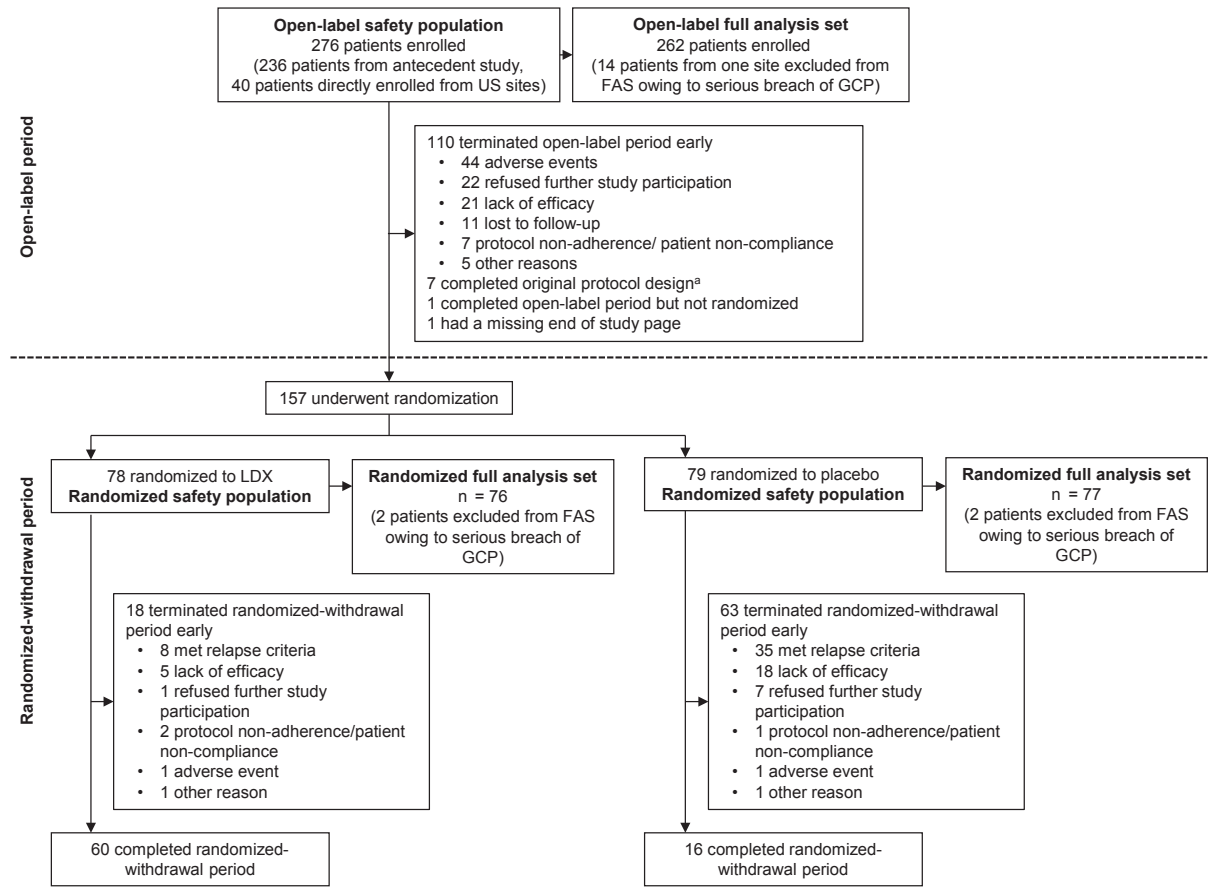 Open-label safety population
276 patients enrolled
(236 patients from antecedent study,
40 patients directly enrolled from US sites)
Open-label full analysis set
262 patients enrolled
(14 patients from one site excluded from
FAS owing to serious breach of GCP)
Open-label period
110 terminated open-label period early
• 44 adverse events
• 22 refused further study participation
• 21 lack of efficacy
• 11 lost to follow-up
• 7 protocol non-adherence/ patient non-compliance
• 5 other reasons
7 completed original protocol designᵃ
1 completed open-label period but not randomized
1 had a missing end of study page
157 underwent randomization
Randomized-withdrawal period
78 randomized to LDX
Randomized safety population
Randomized full analysis set
n = 76
(2 patients excluded from FAS
owing to serious breach of
GCP)
79 randomized to placebo
Randomized safety population
Randomized full analysis set
n = 77
(2 patients excluded from FAS
owing to serious breach of
GCP)
18 terminated randomized-withdrawal
period early
• 8 met relapse criteria
• 5 lack of efficacy
• 1 refused further study
participation
• 2 protocol non-adherence/patient
non-compliance
• 1 adverse event
• 1 other reason
63 terminated randomized-withdrawal
period early
• 35 met relapse criteria
• 18 lack of efficacy
• 7 refused further study
participation
• 1 protocol non-adherence/patient
non-compliance
• 1 adverse event
• 1 other reason
60 completed randomized-
withdrawal period
16 completed randomized-
withdrawal period